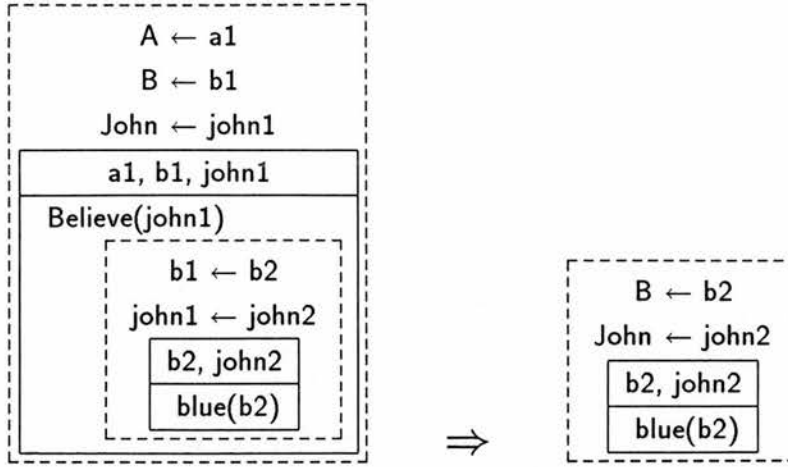 A ← a1
B ← b1
John ← john1
a1, b1, john1
Believe(john1)
b1 ← b2
john1 ← john2
b2, john2
blue(b2)
⇒
B ← b2
John ← john2
b2, john2
blue(b2)